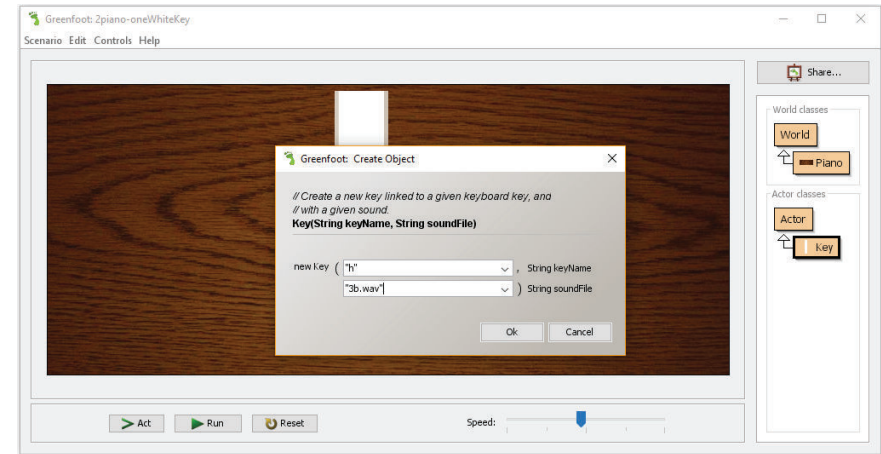 Greenfoot: 2piano-oneWhiteKey
Scenario Edit Controls Help
Share...
World classes
World
Piano
Actor classes
Actor
Key
Greenfoot: Create Object
// Create a new key linked to a given keyboard key, and
// with a given sound.
Key(String keyName, String soundFile)
new Key ( "h" , String keyName
"3b.wav" ) String soundFile
Ok Cancel
Act Run Reset Speed: